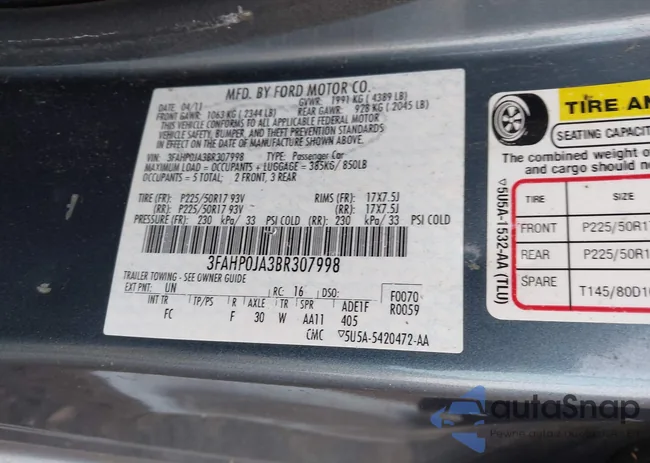 MFD. BY FORD MOTOR CO.
DATE: 04/11 GVWR: 1991 KG ( 4389 LB)
FRONT GAWR: 1063 KG ( 2344 LB) REAR GAWR: 928 KG ( 2045 LB)
THIS VEHICLE CONFORMS TO ALL APPLICABLE FEDERAL MOTOR
VEHICLE SAFETY, BUMPER, AND THEFT PREVENTION STANDARDS
IN EFFECT ON THE DATE OF MANUFACTURE SHOWN ABOVE.
VIN: 3FAHP0JA3BR307998 TYPE: Passenger Car
MAXIMUM LOAD = OCCUPANTS + LUGGAGE = 385KG / 850LB
OCCUPANTS = 5 TOTAL: 2 FRONT, 3 REAR
TIRE (FR): P225/50R17 93V RIMS (FR): 17X7.5J
(RR): P225/50R17 93V (RR): 17X7.5J
PRESSURE (FR): 230 kPa/ 33 PSI COLD (RR) 230 kPa/ 33 PSI COLD
3FAHP0JA3BR307998
TRAILER TOWING - SEE OWNER GUIDE
EXT PNT: UN RC: 16 DSO: F0070
INT TR TP/PS R AXLE TR SPR ADE1F R0059
FC F 30 W AA11 405
CMC ▽5U5A-5420472-AA
TIRE AN
SEATING CAPACIT
The combined weight o
and cargo should ne
▽5U5A-1532-AA (TLU)
TIRE SIZE
FRONT P225/50R1
REAR P225/50R1
SPARE T145/80D1
autoSnap